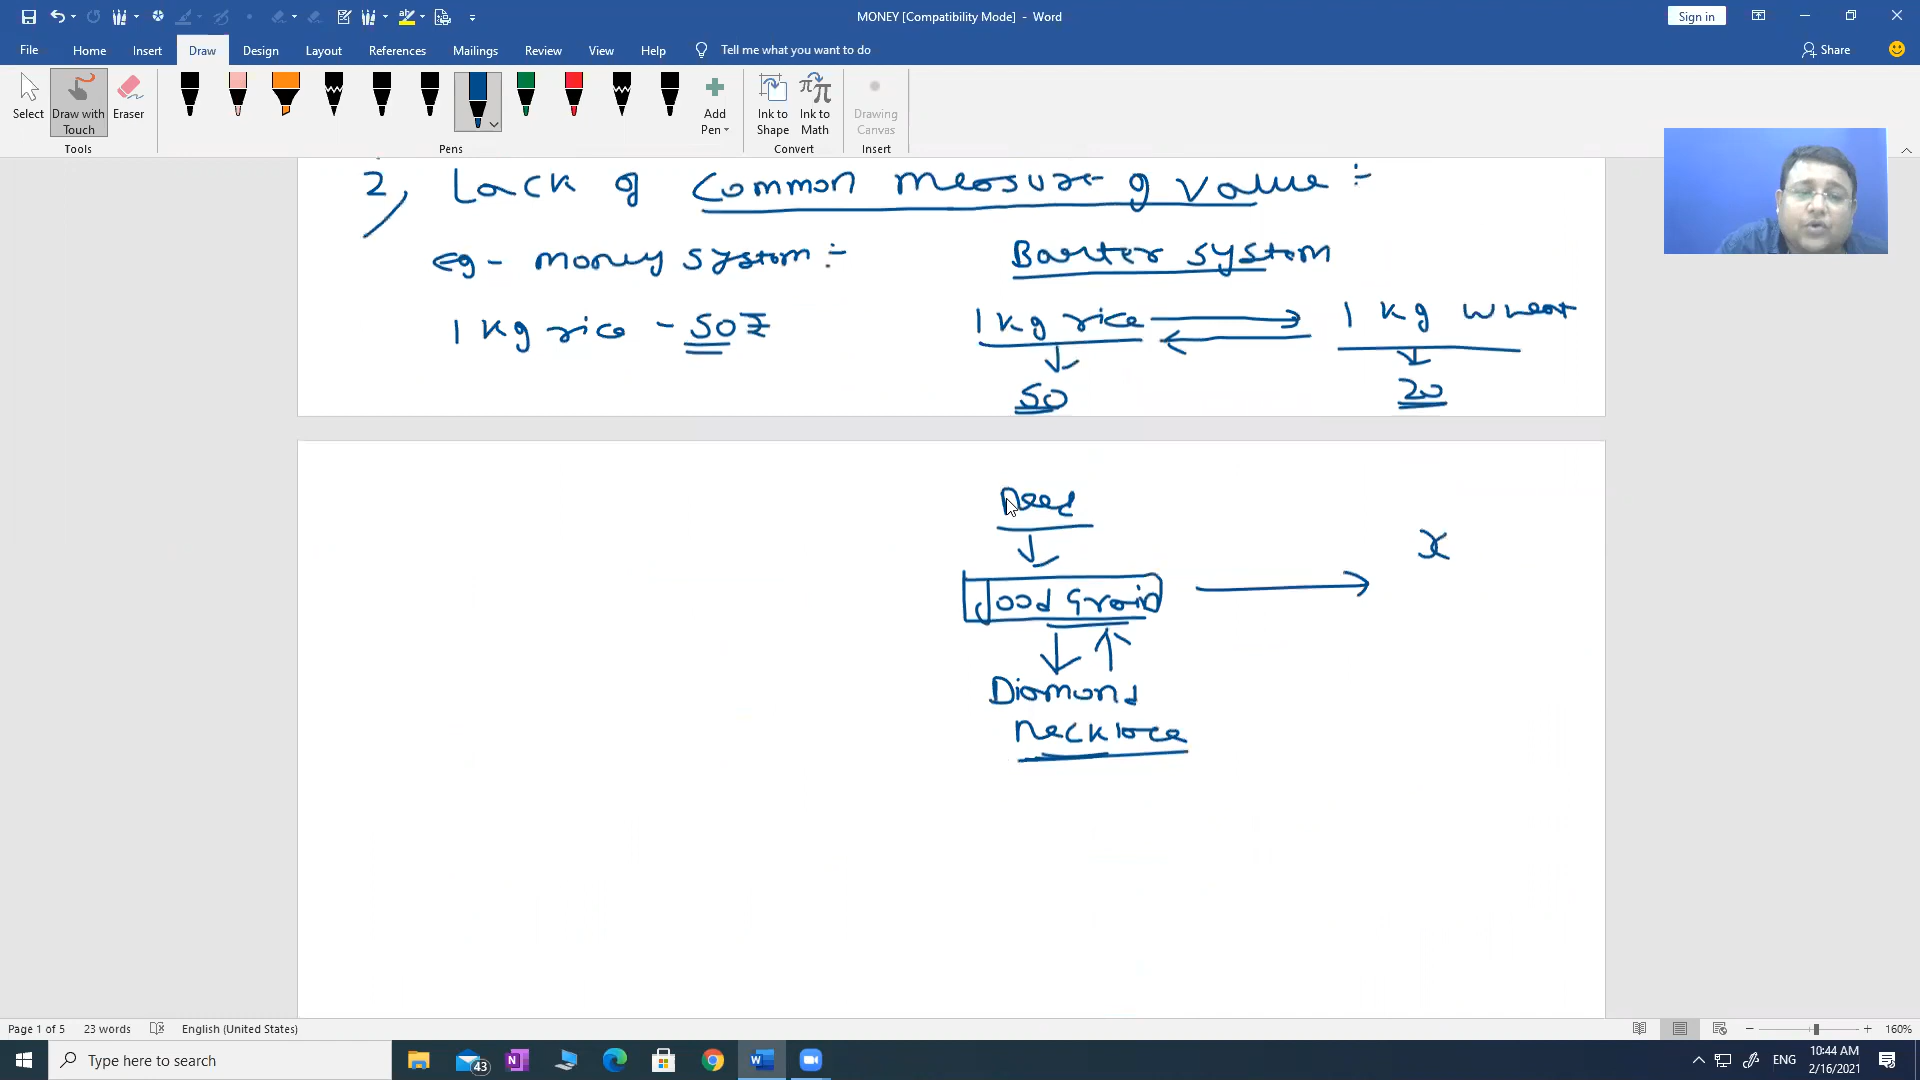 MONEY [Compatibility Mode] - Word
Sign in
File Home Insert Draw Design Layout References Mailings Review View Help Tell me what you want to do
Share
Select
Draw with Touch
Eraser
Add Pen
Ink to Shape
Ink to Math
Drawing Canvas
Tools
Pens
Convert
Insert
2, Lack of Common measure of value :-
eg - money system :-
Barter system
1 kg rice - 50₹
1 kg rice
1 kg wheat
50
20
Need
x
food Grain
Diamond
necklace
Page 1 of 5 23 words English (United States)
160%
Type here to search
43
ENG
10:44 AM
2/16/2021